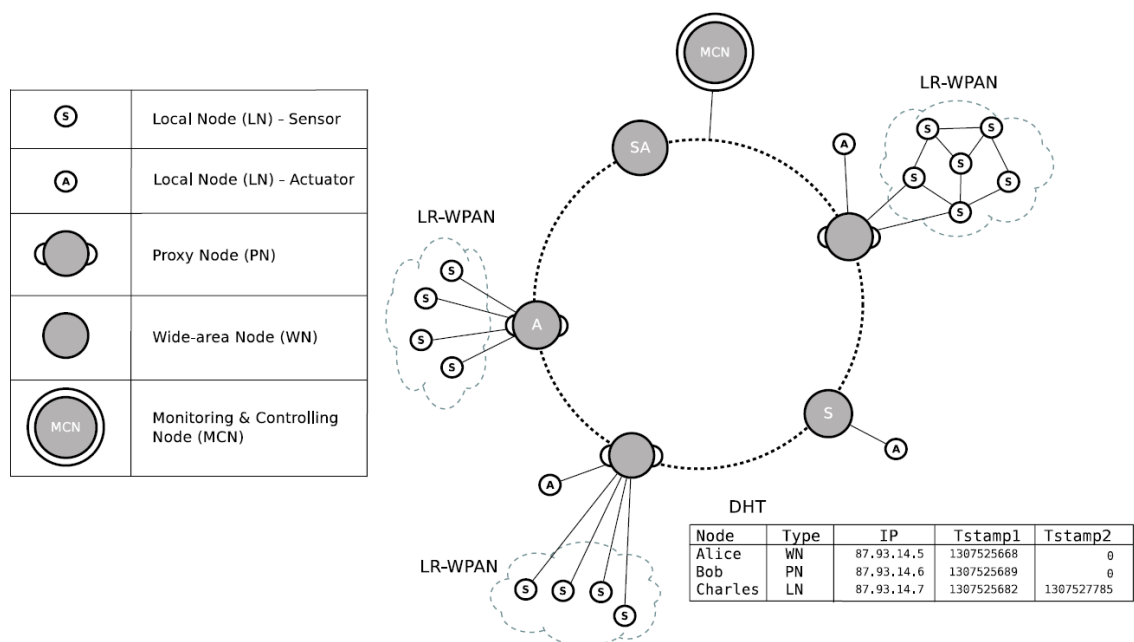 S
Local Node (LN) - Sensor
A
Local Node (LN) - Actuator
Proxy Node (PN)
Wide-area Node (WN)
MCN
Monitoring & Controlling
Node (MCN)
MCN
SA
LR-WPAN
A
S
S
S
S
S
S
LR-WPAN
S
S
S
S
A
S
A
A
LR-WPAN
S
S
S
S
DHT
Node Type IP Tstamp1 Tstamp2
Alice WN 87.93.14.5 1307525668 0
Bob PN 87.93.14.6 1307525689 0
Charles LN 87.93.14.7 1307525682 1307527785